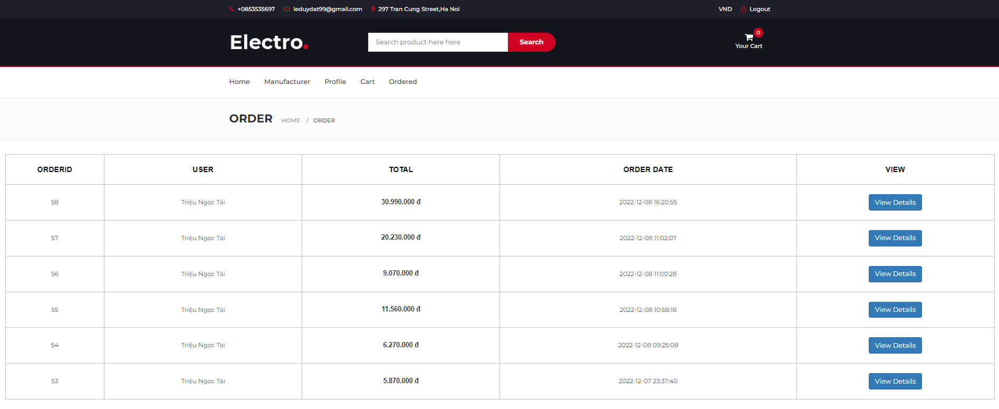 +0853535697 leduydat99@gmail.com 297 Tran Cung Street,Ha Noi VND Logout
Electro. Search product here here Search 0
Your Cart
Home Manufacturer Profile Cart Ordered
ORDER HOME / ORDER
ORDERID USER TOTAL ORDER DATE VIEW
58 Triệu Ngọc Tài 30.990.000 đ 2022-12-08 16:20:55 View Details
57 Triệu Ngọc Tài 20.230.000 đ 2022-12-08 11:02:07 View Details
56 Triệu Ngọc Tài 9.070.000 đ 2022-12-08 11:00:28 View Details
55 Triệu Ngọc Tài 11.560.000 đ 2022-12-08 10:58:18 View Details
54 Triệu Ngọc Tài 6.270.000 đ 2022-12-08 09:25:08 View Details
53 Triệu Ngọc Tài 5.870.000 đ 2022-12-07 23:37:40 View Details